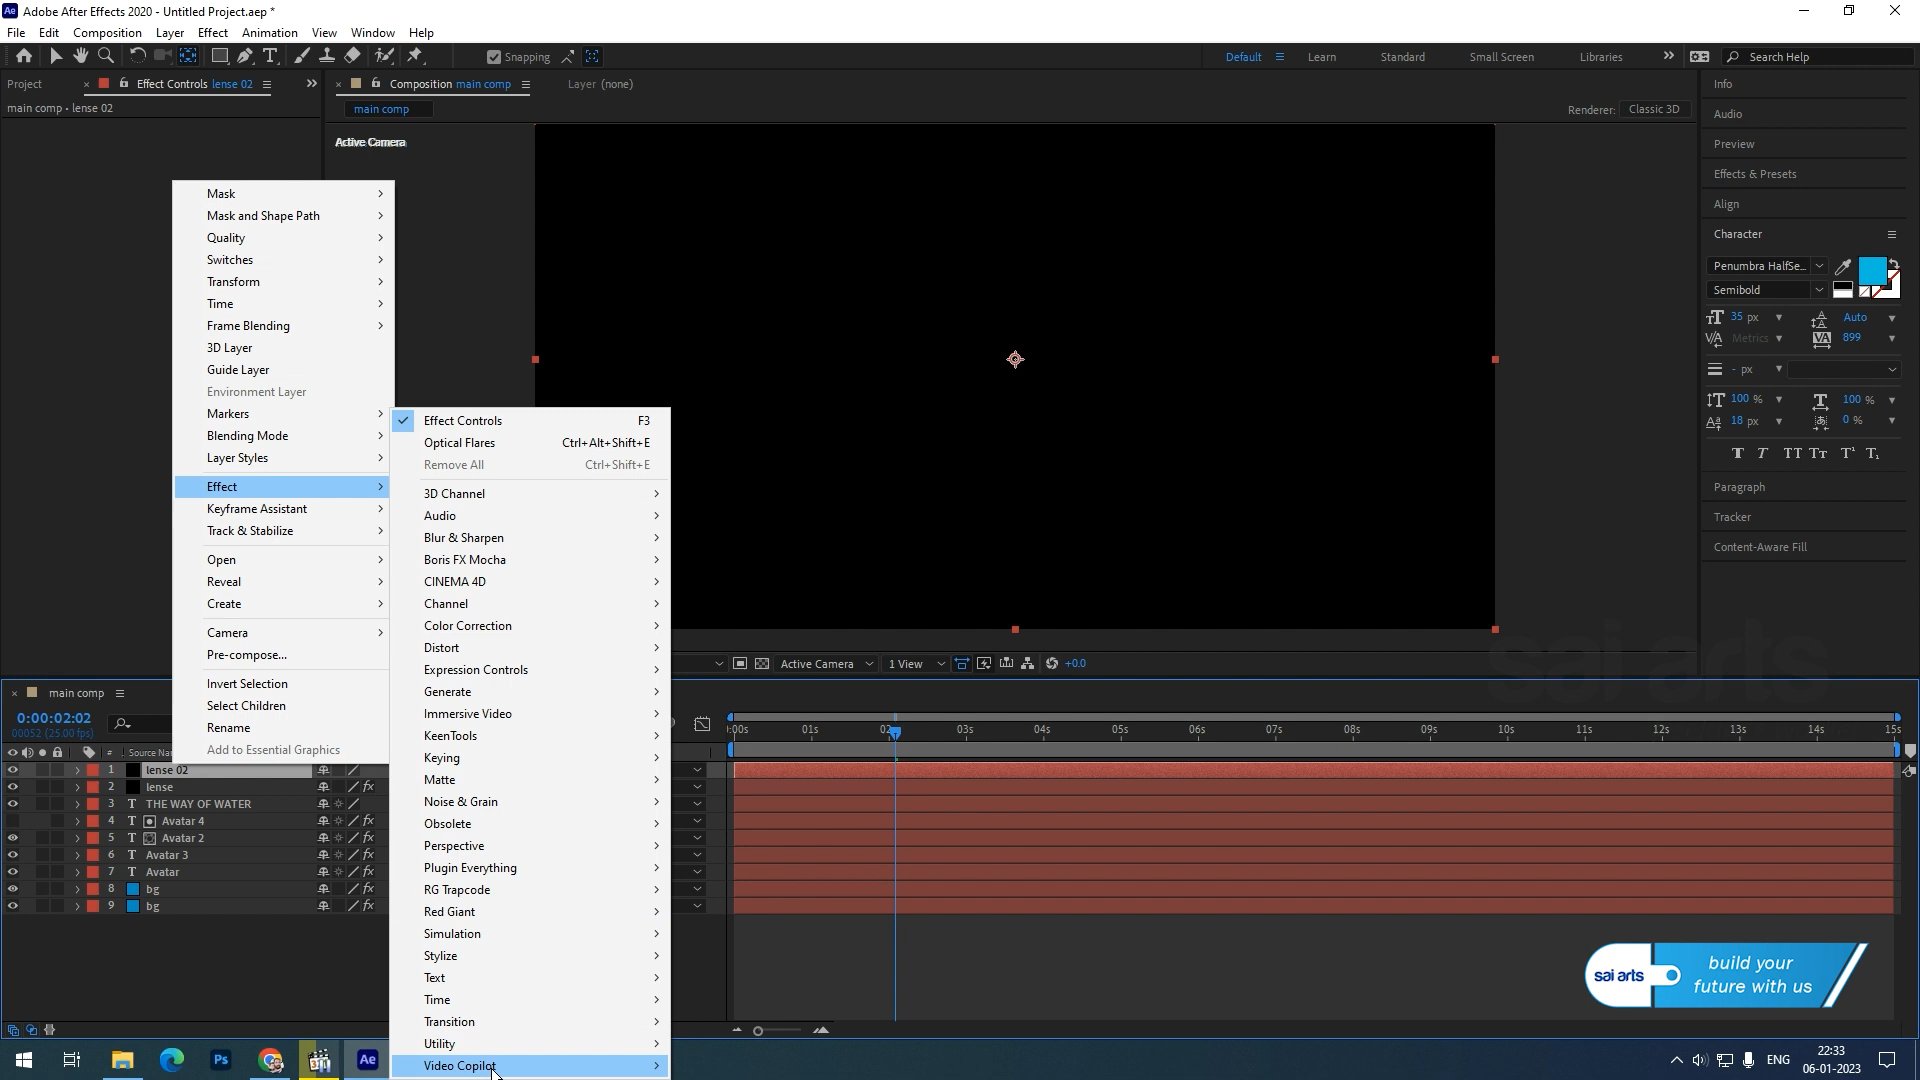 Adobe After Effects 2020 - Untitled Project.aep *
File Edit Composition Layer Effect Animation View Window Help
Snapping
Default Learn Standard Small Screen Libraries Search Help
Project Effect Controls lense 02 Composition main comp Layer (none)
main comp • lense 02
main comp
Renderer: Classic 3D
Active Camera
Info
Audio
Preview
Effects & Presets
Align
Character
Penumbra HalfSe...
Semibold
35 px Auto
Metrics 899
- px
100 % 100 %
18 px 0 %
Paragraph
Tracker
Content-Aware Fill
Mask
Mask and Shape Path
Quality
Switches
Transform
Time
Frame Blending
3D Layer
Guide Layer
Environment Layer
Markers
Blending Mode
Layer Styles
Effect
Keyframe Assistant
Track & Stabilize
Open
Reveal
Create
Camera
Pre-compose...
Invert Selection
Select Children
Rename
Add to Essential Graphics
Effect Controls F3
Optical Flares Ctrl+Alt+Shift+E
Remove All Ctrl+Shift+E
3D Channel
Audio
Blur & Sharpen
Boris FX Mocha
CINEMA 4D
Channel
Color Correction
Distort
Expression Controls
Generate
Immersive Video
KeenTools
Keying
Matte
Noise & Grain
Obsolete
Perspective
Plugin Everything
RG Trapcode
Red Giant
Simulation
Stylize
Text
Time
Transition
Utility
Video Copilot
Active Camera 1 View +0.0
sai arts
main comp
0:00:02:02
00052 (25.00 fps)
# Source Nar
:00s 01s 02s 03s 04s 05s 06s 07s 08s 09s 10s 11s 12s 13s 14s 15s
1 lense 02
2 lense
3 T THE WAY OF WATER
4 T Avatar 4
5 T Avatar 2
6 T Avatar 3
7 T Avatar
8 bg
9 bg
sai arts
build your
future with us
ENG
22:33
06-01-2023